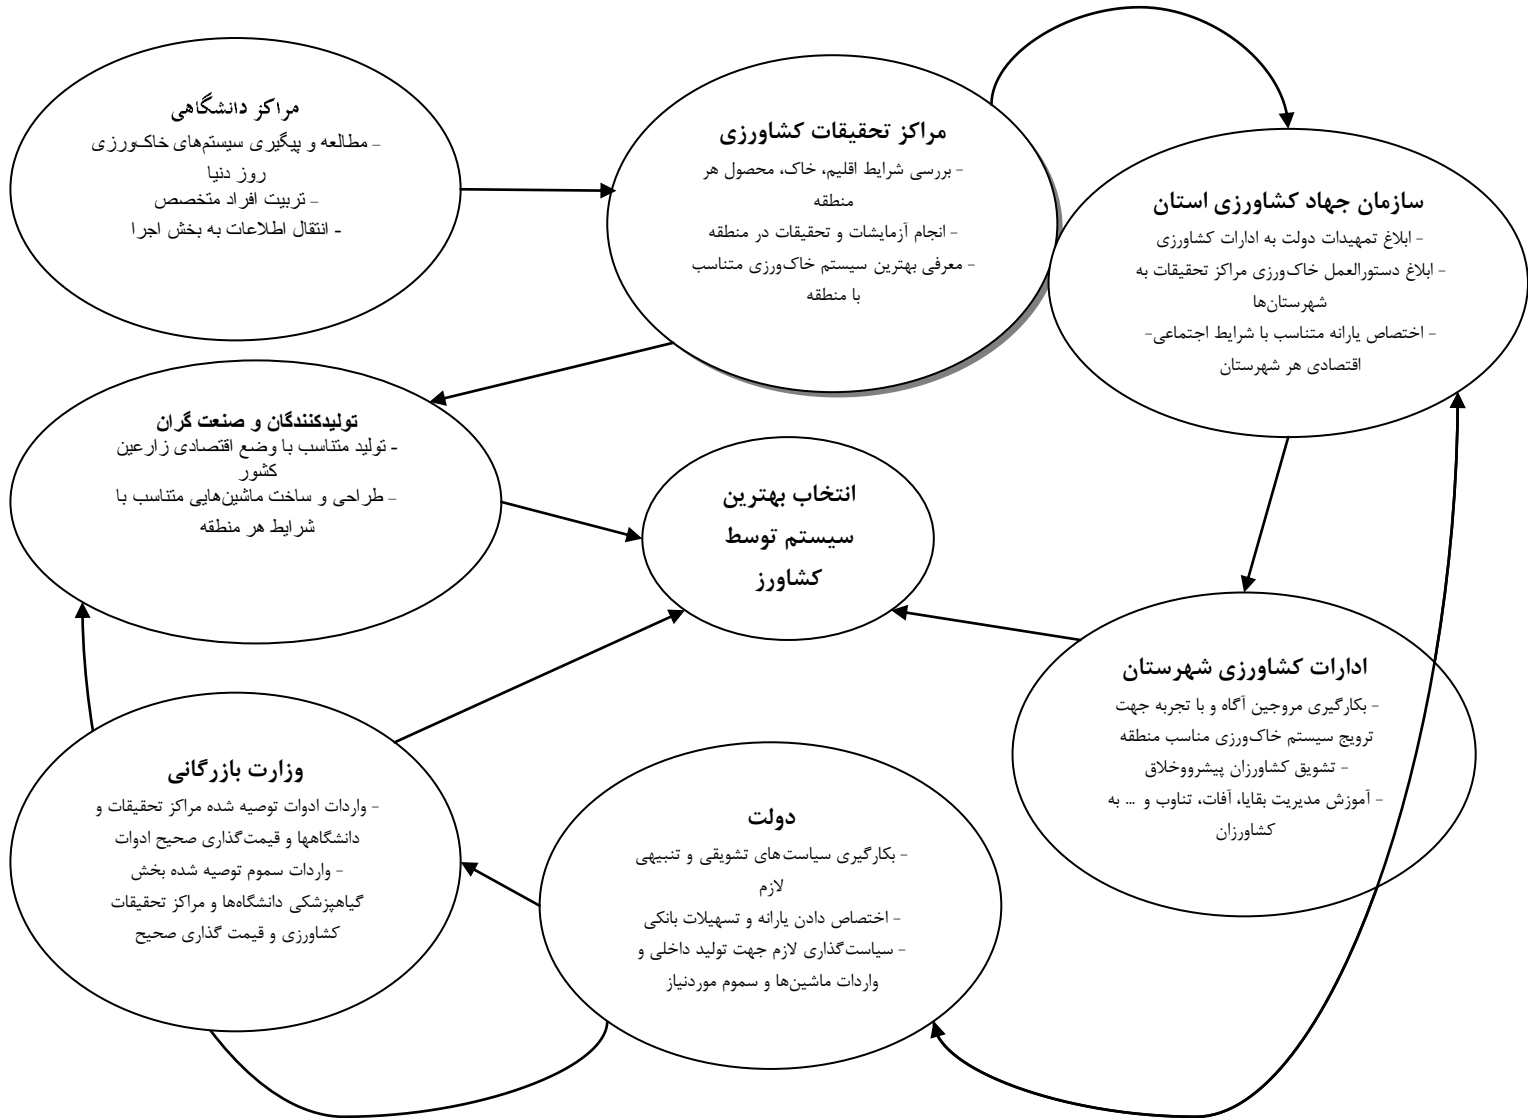 مراکز دانشگاهی
- مطالعه و پیگیری سیستم‌های خاک‌ورزی
روز دنیا
- تربیت افراد متخصص
- انتقال اطلاعات به بخش اجرا
مراکز تحقیقات کشاورزی
- بررسی شرایط اقلیم، خاک، محصول هر
منطقه
- انجام آزمایشات و تحقیقات در منطقه
- معرفی بهترین سیستم خاک‌ورزی متناسب
با منطقه
سازمان جهاد کشاورزی استان
- ابلاغ تمهیدات دولت به ادارات کشاورزی
- ابلاغ دستورالعمل خاک‌ورزی مراکز تحقیقات به
شهرستان‌ها
- اختصاص یارانه متناسب با شرایط اجتماعی-
اقتصادی هر شهرستان
تولیدکنندگان و صنعت گران
- تولید متناسب با وضع اقتصادی زارعین
کشور
- طراحی و ساخت ماشین‌هایی متناسب با
شرایط هر منطقه
انتخاب بهترین
سیستم توسط
کشاورز
ادارات کشاورزی شهرستان
- بکارگیری مروجین آگاه و با تجربه جهت
ترویج سیستم خاک‌ورزی مناسب منطقه
- تشویق کشاورزان پیشرووخلاق
- آموزش مدیریت بقایا، آفات، تناوب و ... به
کشاورزان
وزارت بازرگانی
- واردات ادوات توصیه شده مراکز تحقیقات و
دانشگاهها و قیمت‌گذاری صحیح ادوات
- واردات سموم توصیه شده بخش
گیاهپزشکی دانشگاه‌ها و مراکز تحقیقات
کشاورزی و قیمت گذاری صحیح
دولت
- بکارگیری سیاست‌های تشویقی و تنبیهی
لازم
- اختصاص دادن یارانه و تسهیلات بانکی
- سیاست‌گذاری لازم جهت تولید داخلی و
واردات ماشین‌ها و سموم موردنیاز